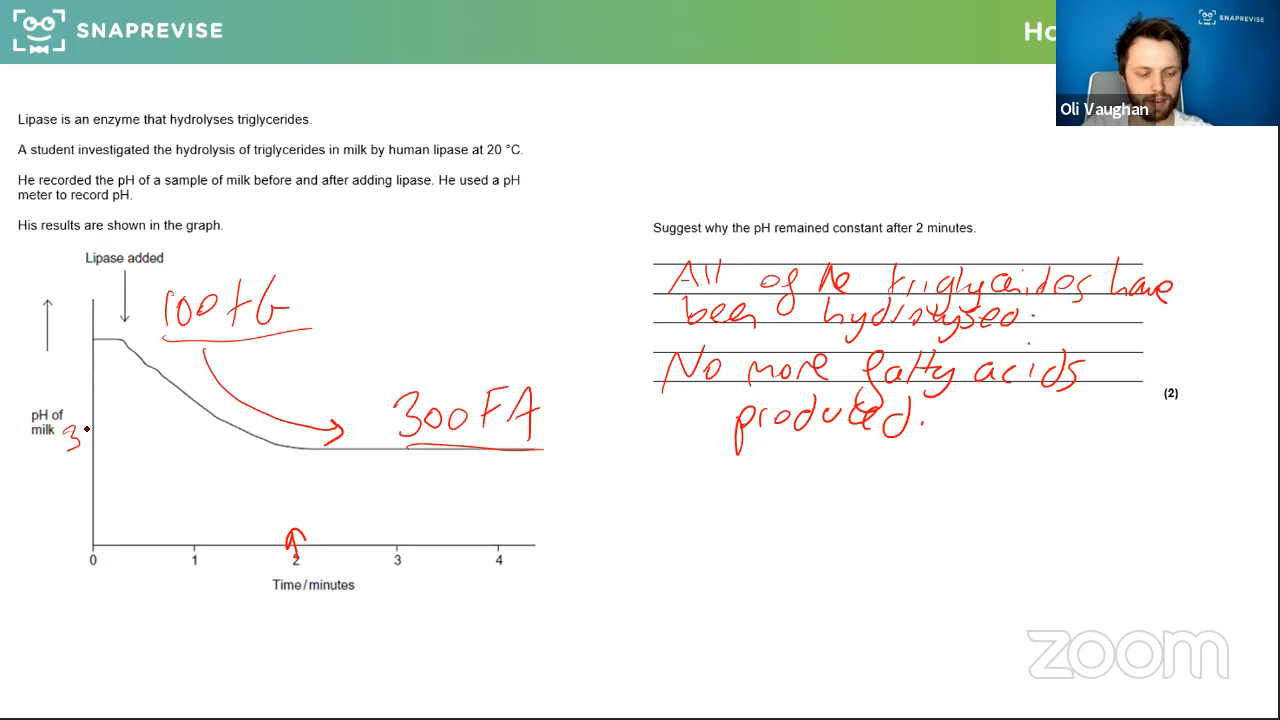 SNAPREVISE
Ho
SNAPREVISE
Oli Vaughan
Lipase is an enzyme that hydrolyses triglycerides.
A student investigated the hydrolysis of triglycerides in milk by human lipase at 20 °C.
He recorded the pH of a sample of milk before and after adding lipase. He used a pH
meter to record pH.
His results are shown in the graph.
Lipase added
100 TG
300 FA
pH of
milk
3
0 1 2 3 4
Time/minutes
Suggest why the pH remained constant after 2 minutes.
All of the triglycerides have
been hydrolysed.
No more fatty acids
produced.
(2)
zoom